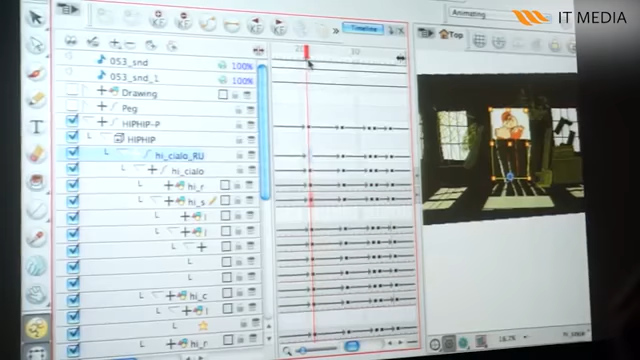 Animating
IT MEDIA
Timeline
Top
053_snd
100%
053_snd_1
100%
Drawing
Peg
HIPHIP-P
HIPHIP
hi_cialo_RU
hi_cialo
hi_r
hi_s
hi_c
hi_r